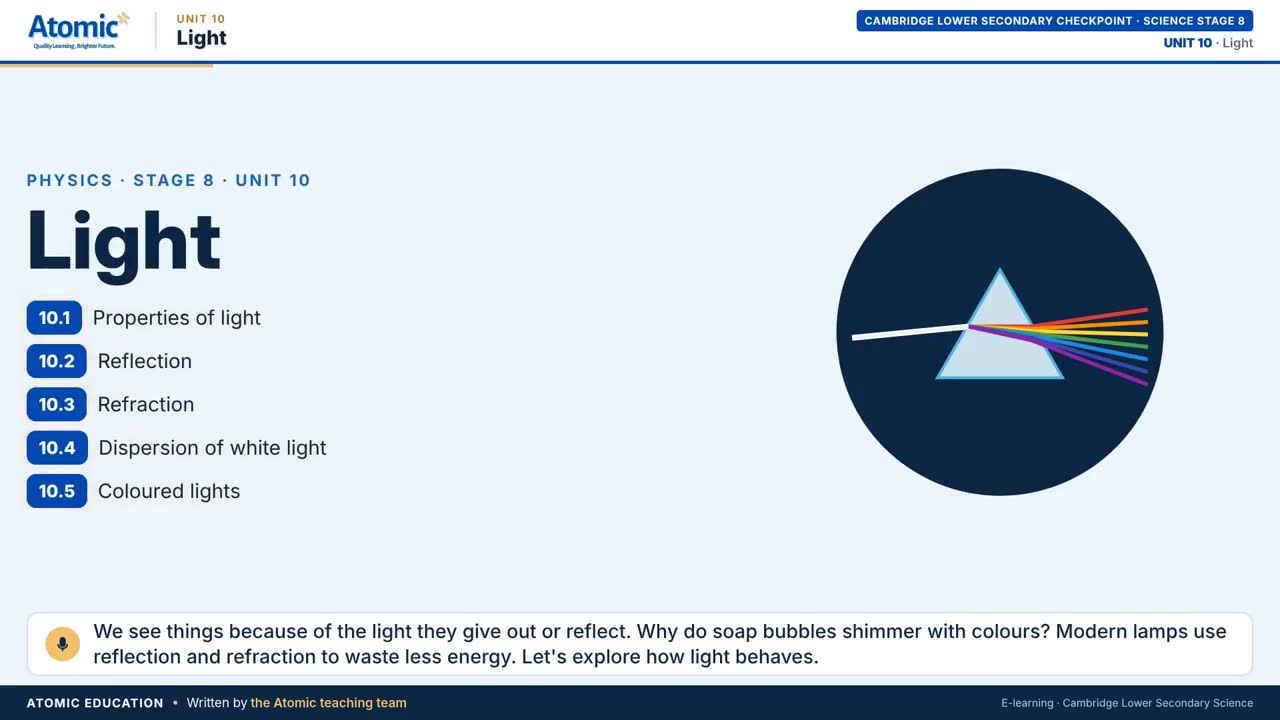 Atomic
Quality Learning, Brighter Future.
UNIT 10
Light
CAMBRIDGE LOWER SECONDARY CHECKPOINT · SCIENCE STAGE 8
UNIT 10 · Light
PHYSICS · STAGE 8 · UNIT 10
Light
10.1 Properties of light
10.2 Reflection
10.3 Refraction
10.4 Dispersion of white light
10.5 Coloured lights
We see things because of the light they give out or reflect. Why do soap bubbles shimmer with colours? Modern lamps use
reflection and refraction to waste less energy. Let's explore how light behaves.
ATOMIC EDUCATION • Written by the Atomic teaching team
E-learning · Cambridge Lower Secondary Science